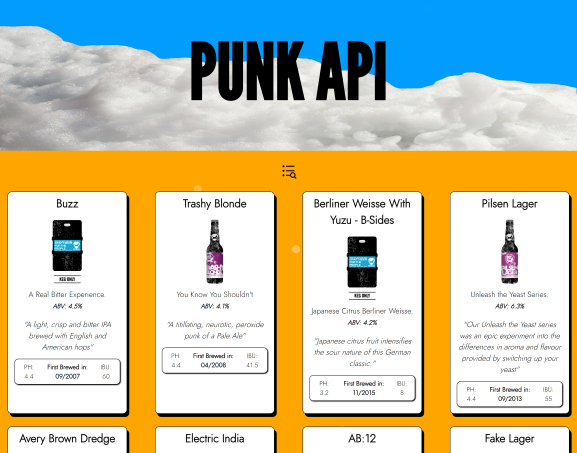 PUNK API
Buzz
KEG ONLY
A Real Bitter Experience.
ABV: 4.5%
"A light, crisp and bitter IPA
brewed with English and
American hops"
PH: First Brewed in: IBU:
4.4 09/2007 60
Trashy Blonde
You Know You Shouldn't
ABV: 4.1%
"A titillating, neurotic, peroxide
punk of a Pale Ale"
PH: First Brewed in: IBU:
4.4 04/2008 41.5
Berliner Weisse With
Yuzu - B-Sides
KEG ONLY
Japanese Citrus Berliner Weisse.
ABV: 4.2%
"Japanese citrus fruit intensifies
the sour nature of this German
classic."
PH: First Brewed in: IBU:
3.2 11/2015 8
Pilsen Lager
Unleash the Yeast Series.
ABV: 6.3%
"Our Unleash the Yeast series
was an epic experiment into the
differences in aroma and flavour
provided by switching up your
yeast"
PH: First Brewed in: IBU:
4.4 09/2013 55
Avery Brown Dredge
Electric India
AB:12
Fake Lager